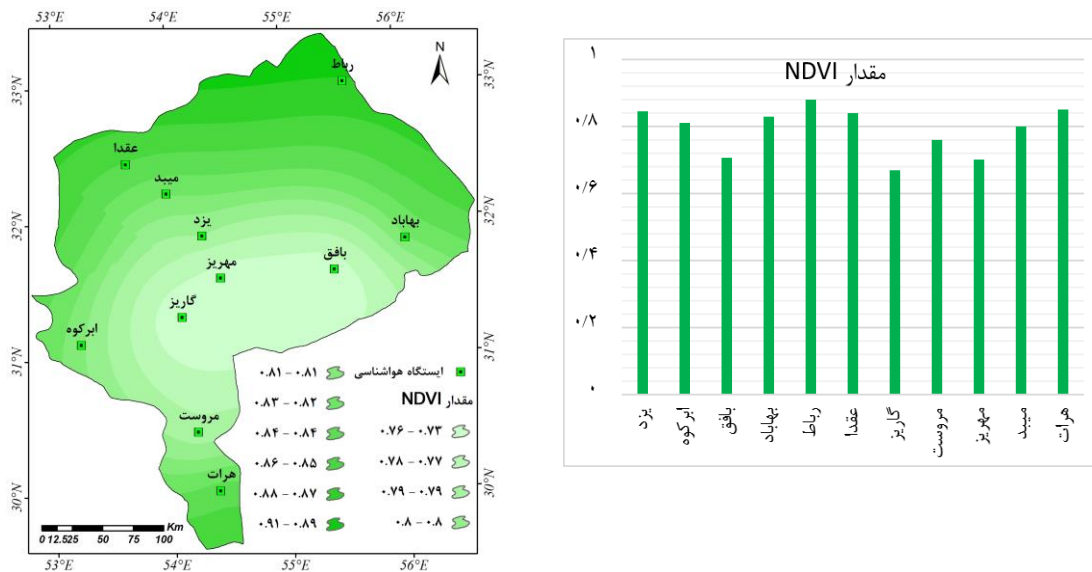 53°E 54°E 55°E 56°E
N
33°N 33°N
32°N 32°N
31°N 31°N
30°N 30°N
رباط
عقدا
میبد
یزد
بهاباد
بافق
مهریز
گاریز
ابرکوه
مروست
هرات
ایستگاه هواشناسی
مقدار NDVI
۰.۷۶ – ۰.۷۳
۰.۷۸ – ۰.۷۷
۰.۷۹ – ۰.۷۹
۰.۸ – ۰.۸
۰.۸۱ – ۰.۸۱
۰.۸۳ – ۰.۸۲
۰.۸۴ – ۰.۸۴
۰.۸۶ – ۰.۸۵
۰.۸۸ – ۰.۸۷
۰.۹۱ – ۰.۸۹
0 12.525 50 75 100 Km
53°E 54°E 55°E 56°E
مقدار NDVI
۱
۰/۸
۰/۶
۰/۴
۰/۲
۰
یزد
ابرکوه
بافق
بهاباد
رباط
عقدا
گاریز
مروست
مهریز
میبد
هرات